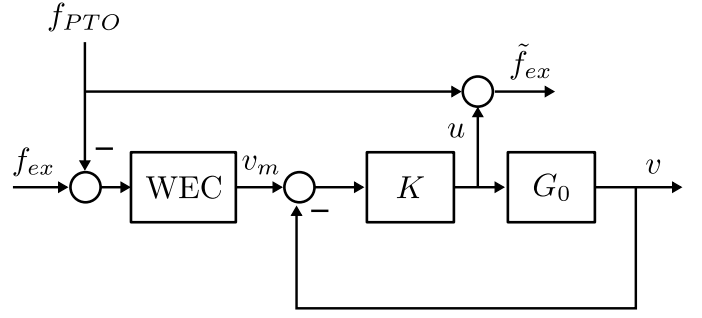 f_{PTO}
\tilde{f}_{ex}
u
f_{ex}
−
WEC
v_m
−
K
G_0
v